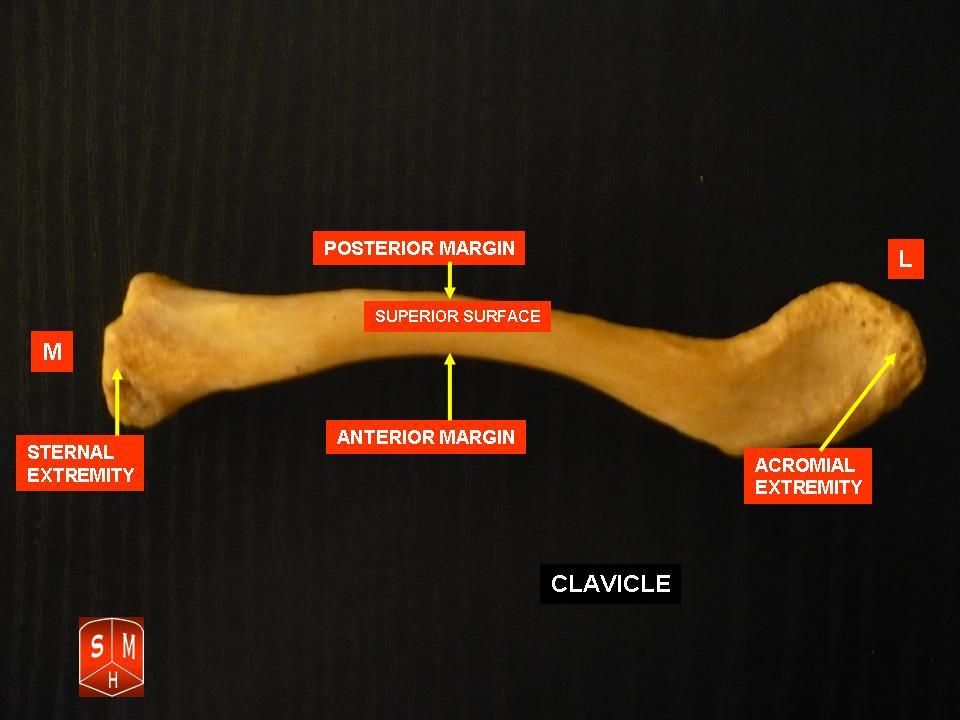 POSTERIOR MARGIN
L
SUPERIOR SURFACE
M
ANTERIOR MARGIN
STERNAL
EXTREMITY
ACROMIAL
EXTREMITY
CLAVICLE
S M
H